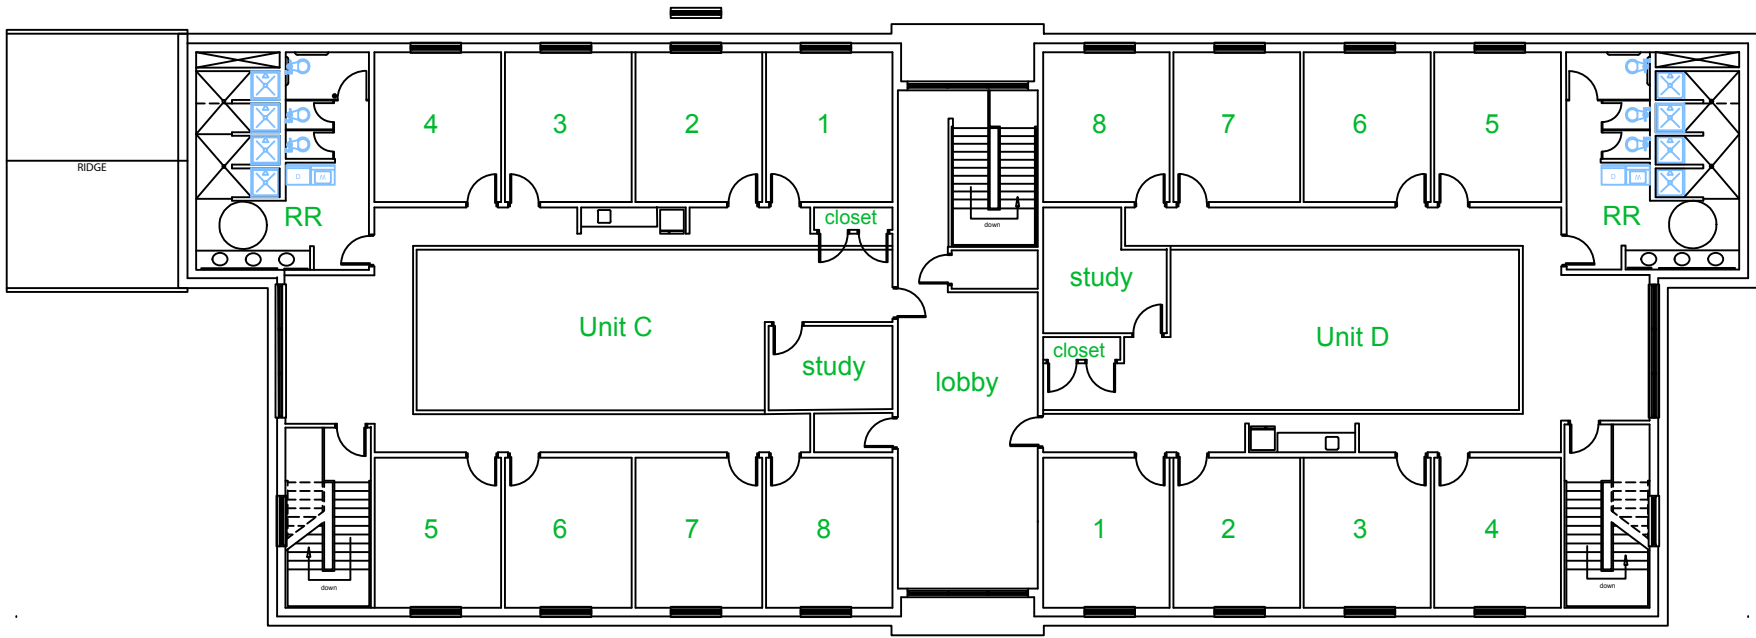 4 3 2 1 8 7 6 5
RIDGE
D W
D W
RR
closet
down
RR
study
Unit C
Unit D
closet
study
lobby
5 6 7 8 1 2 3 4
down
down